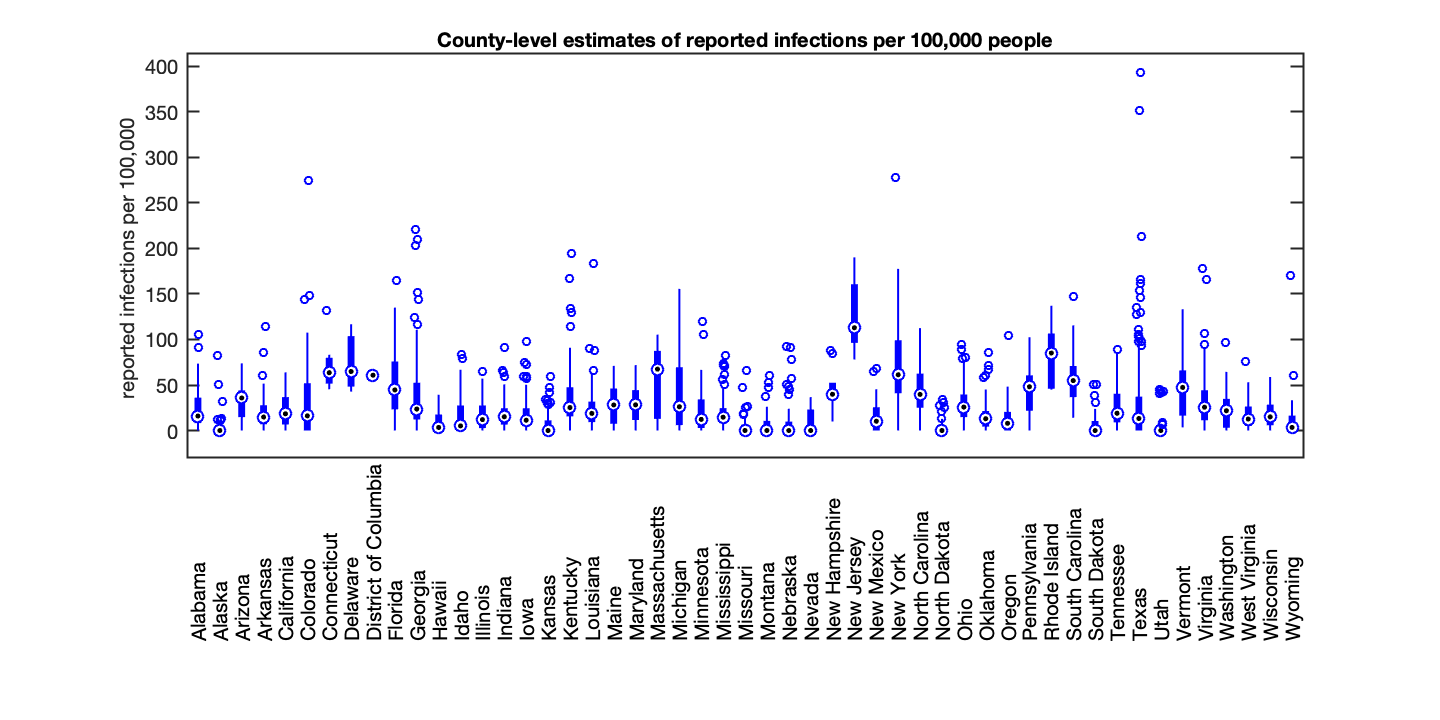 County-level estimates of reported infections per 100,000 people
reported infections per 100,000
400
350
300
250
200
150
100
50
0
Alabama
Alaska
Arizona
Arkansas
California
Colorado
Connecticut
Delaware
District of Columbia
Florida
Georgia
Hawaii
Idaho
Illinois
Indiana
Iowa
Kansas
Kentucky
Louisiana
Maine
Maryland
Massachusetts
Michigan
Minnesota
Mississippi
Missouri
Montana
Nebraska
Nevada
New Hampshire
New Jersey
New Mexico
New York
North Carolina
North Dakota
Ohio
Oklahoma
Oregon
Pennsylvania
Rhode Island
South Carolina
South Dakota
Tennessee
Texas
Utah
Vermont
Virginia
Washington
West Virginia
Wisconsin
Wyoming